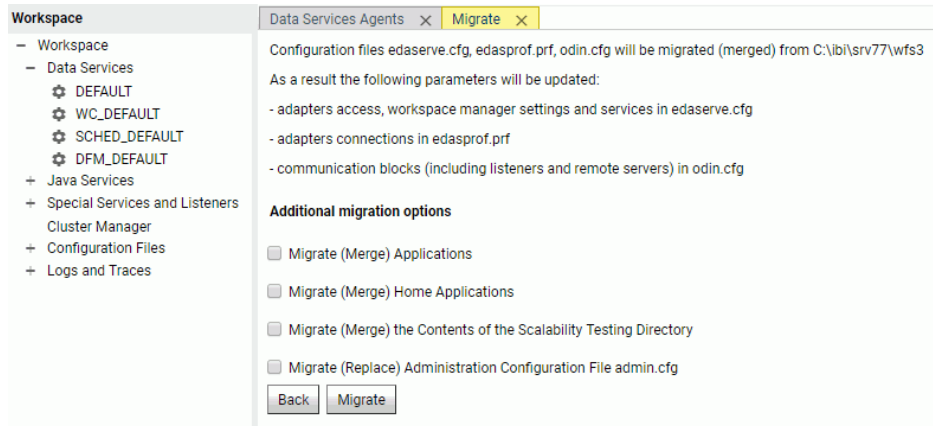 Workspace
Workspace
Data Services
DEFAULT
WC_DEFAULT
SCHED_DEFAULT
DFM_DEFAULT
Java Services
Special Services and Listeners
Cluster Manager
Configuration Files
Logs and Traces
Data Services Agents
Migrate
Configuration files edaserve.cfg, edasprof.prf, odin.cfg will be migrated (merged) from C:\ibi\srv77\wfs3
As a result the following parameters will be updated:
- adapters access, workspace manager settings and services in edaserve.cfg
- adapters connections in edasprof.prf
- communication blocks (including listeners and remote servers) in odin.cfg
Additional migration options
Migrate (Merge) Applications
Migrate (Merge) Home Applications
Migrate (Merge) the Contents of the Scalability Testing Directory
Migrate (Replace) Administration Configuration File admin.cfg
Back Migrate